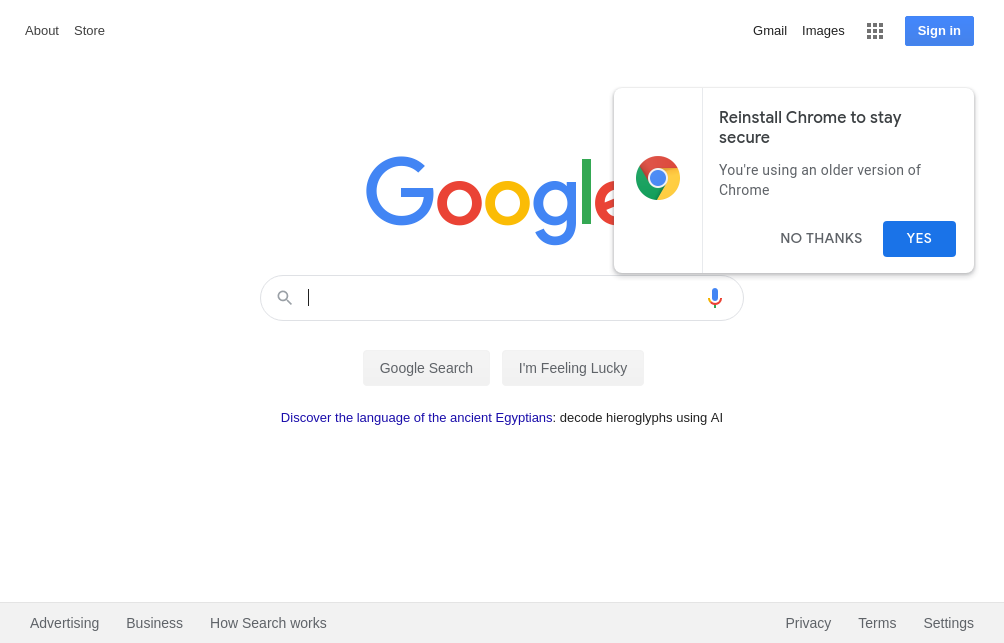 About Store Gmail Images Sign in
Reinstall Chrome to stay
secure
You're using an older version of
Chrome
NO THANKS YES
Google
Google Search I'm Feeling Lucky
Discover the language of the ancient Egyptians: decode hieroglyphs using AI
Advertising Business How Search works Privacy Terms Settings